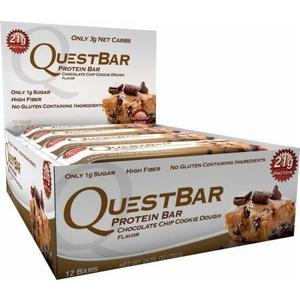 ONLY 3g NET CARBS
21g
PROTEIN
QUESTBAR
PROTEIN BAR
CHOCOLATE CHIP COOKIE DOUGH
FLAVOR
ONLY 1g SUGAR
HIGH FIBER
NO GLUTEN CONTAINING INGREDIENTS
12 BARS
ONLY 1g SUGAR HIGH FIBER NO GLUTEN CONTAINING INGREDIENTS
21g
PROTEIN
QUESTBAR
PROTEIN BAR
CHOCOLATE CHIP COOKIE DOUGH
FLAVOR
12 BARS